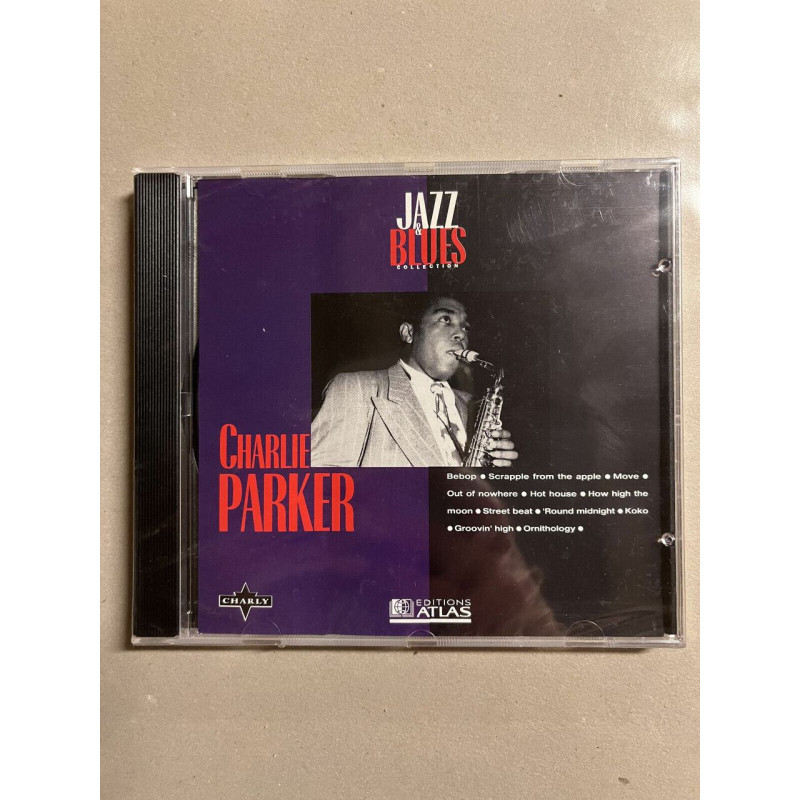 JAZZ
&
BLUES
COLLECTION
CHARLIE
PARKER
Bebop ● Scrapple from the apple ● Move ●
Out of nowhere ● Hot house ● How high the
moon ● Street beat ● 'Round midnight ● Koko
● Groovin' high ● Ornithology ●
CHARLY
EDITIONS
ATLAS